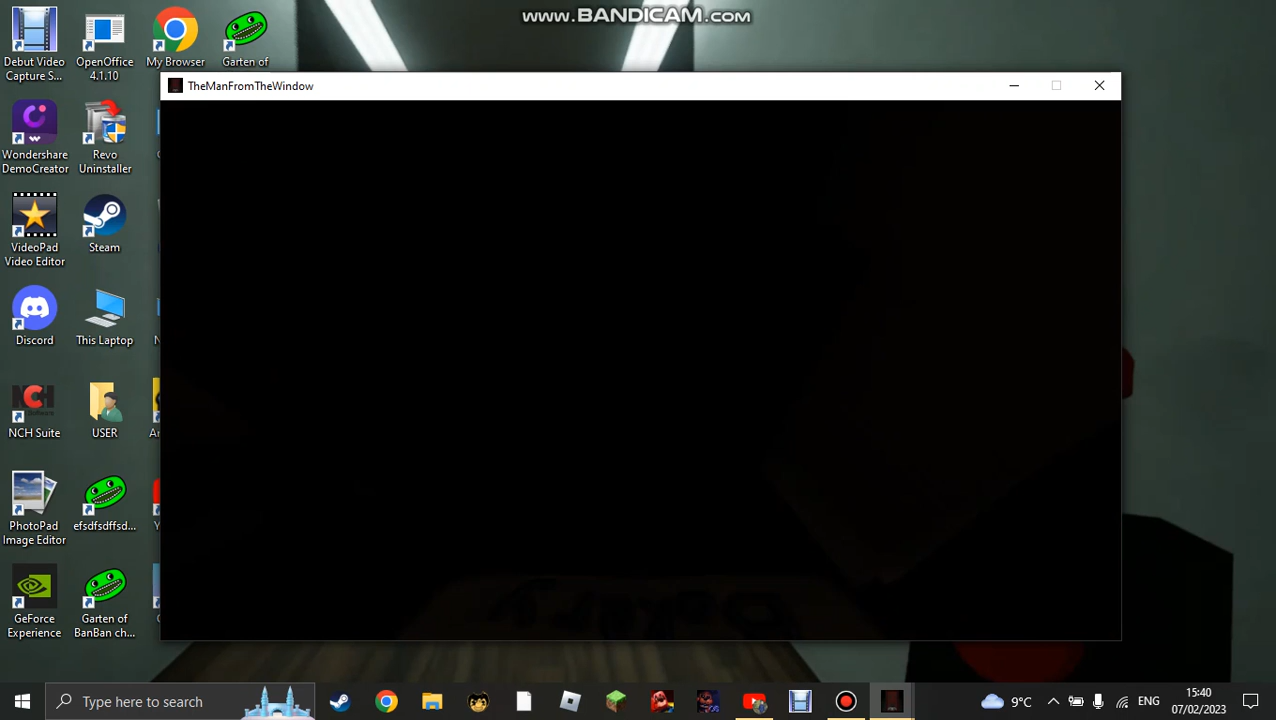 www.BANDICAM.com
Debut Video
Capture S...
OpenOffice
4.1.10
My Browser
Garten of
TheManFromTheWindow
Wondershare
DemoCreator
Revo
Uninstaller
VideoPad
Video Editor
Steam
Discord
This Laptop
NCH
NCH Suite
USER
PhotoPad
Image Editor
efsdfsdffsd...
GeForce
Experience
Garten of
BanBan ch...
Type here to search
9°C
ENG
15:40
07/02/2023